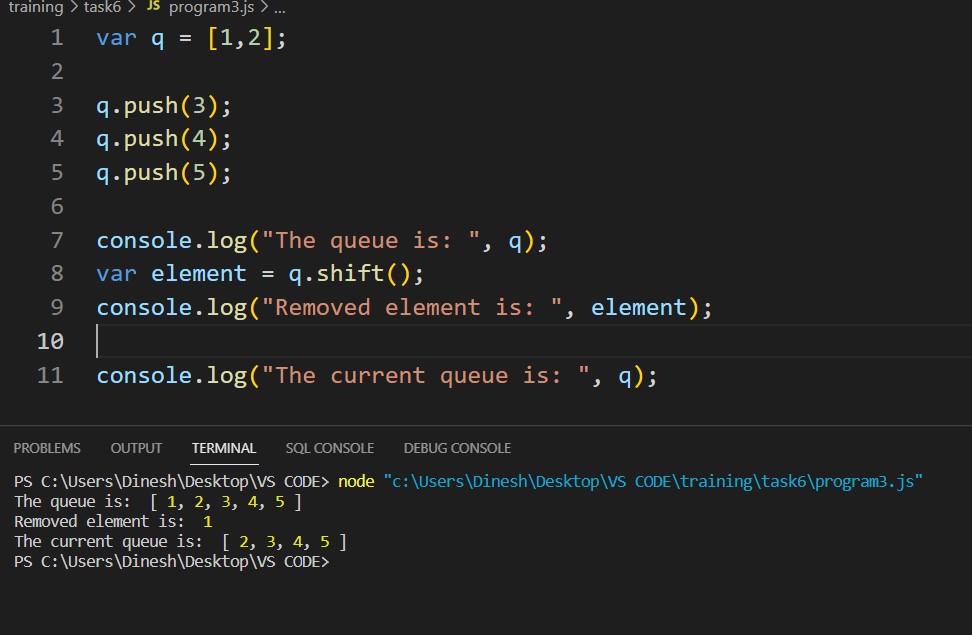 training > task6 > JS program3.js > ...
1 var q = [1,2];
2
3 q.push(3);
4 q.push(4);
5 q.push(5);
6
7 console.log("The queue is: ", q);
8 var element = q.shift();
9 console.log("Removed element is: ", element);
10
11 console.log("The current queue is: ", q);
PROBLEMS OUTPUT TERMINAL SQL CONSOLE DEBUG CONSOLE
PS C:\Users\Dinesh\Desktop\VS CODE> node "c:\Users\Dinesh\Desktop\VS CODE\training\task6\program3.js"
The queue is:  [ 1, 2, 3, 4, 5 ]
Removed element is:  1
The current queue is:  [ 2, 3, 4, 5 ]
PS C:\Users\Dinesh\Desktop\VS CODE>